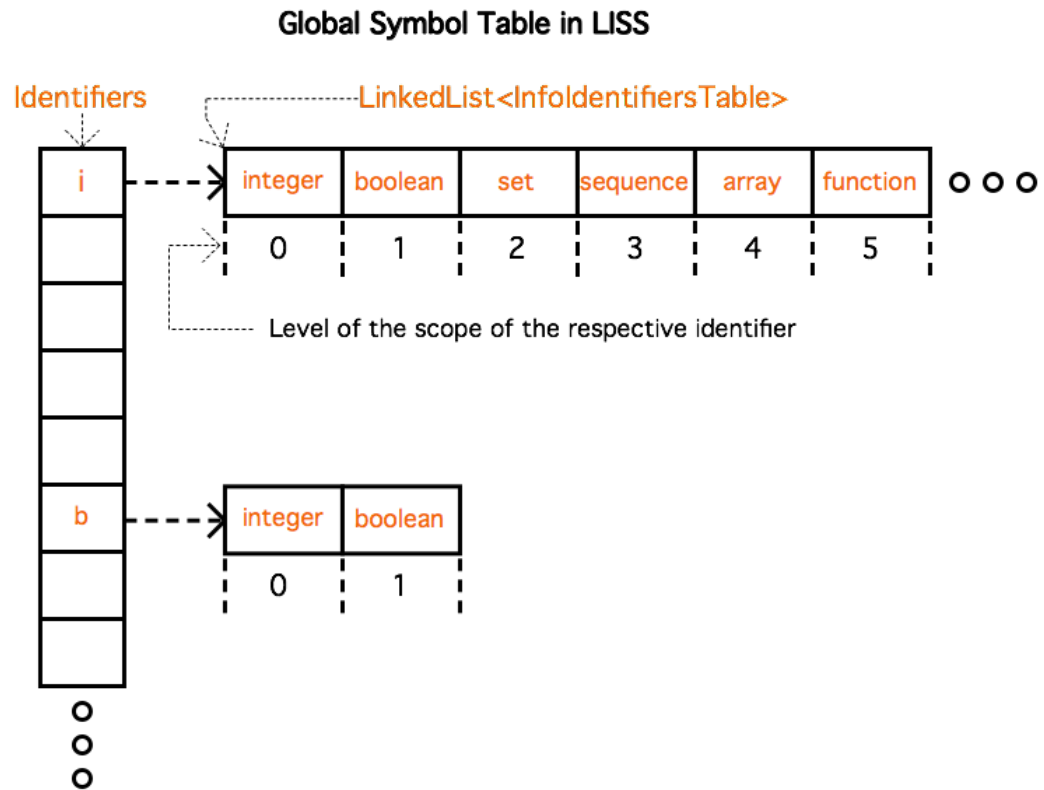 Global Symbol Table in LISS
Identifiers
LinkedList<InfoIdentifiersTable>
i
integer boolean set sequence array function
0 1 2 3 4 5
Level of the scope of the respective identifier
b
integer boolean
0 1